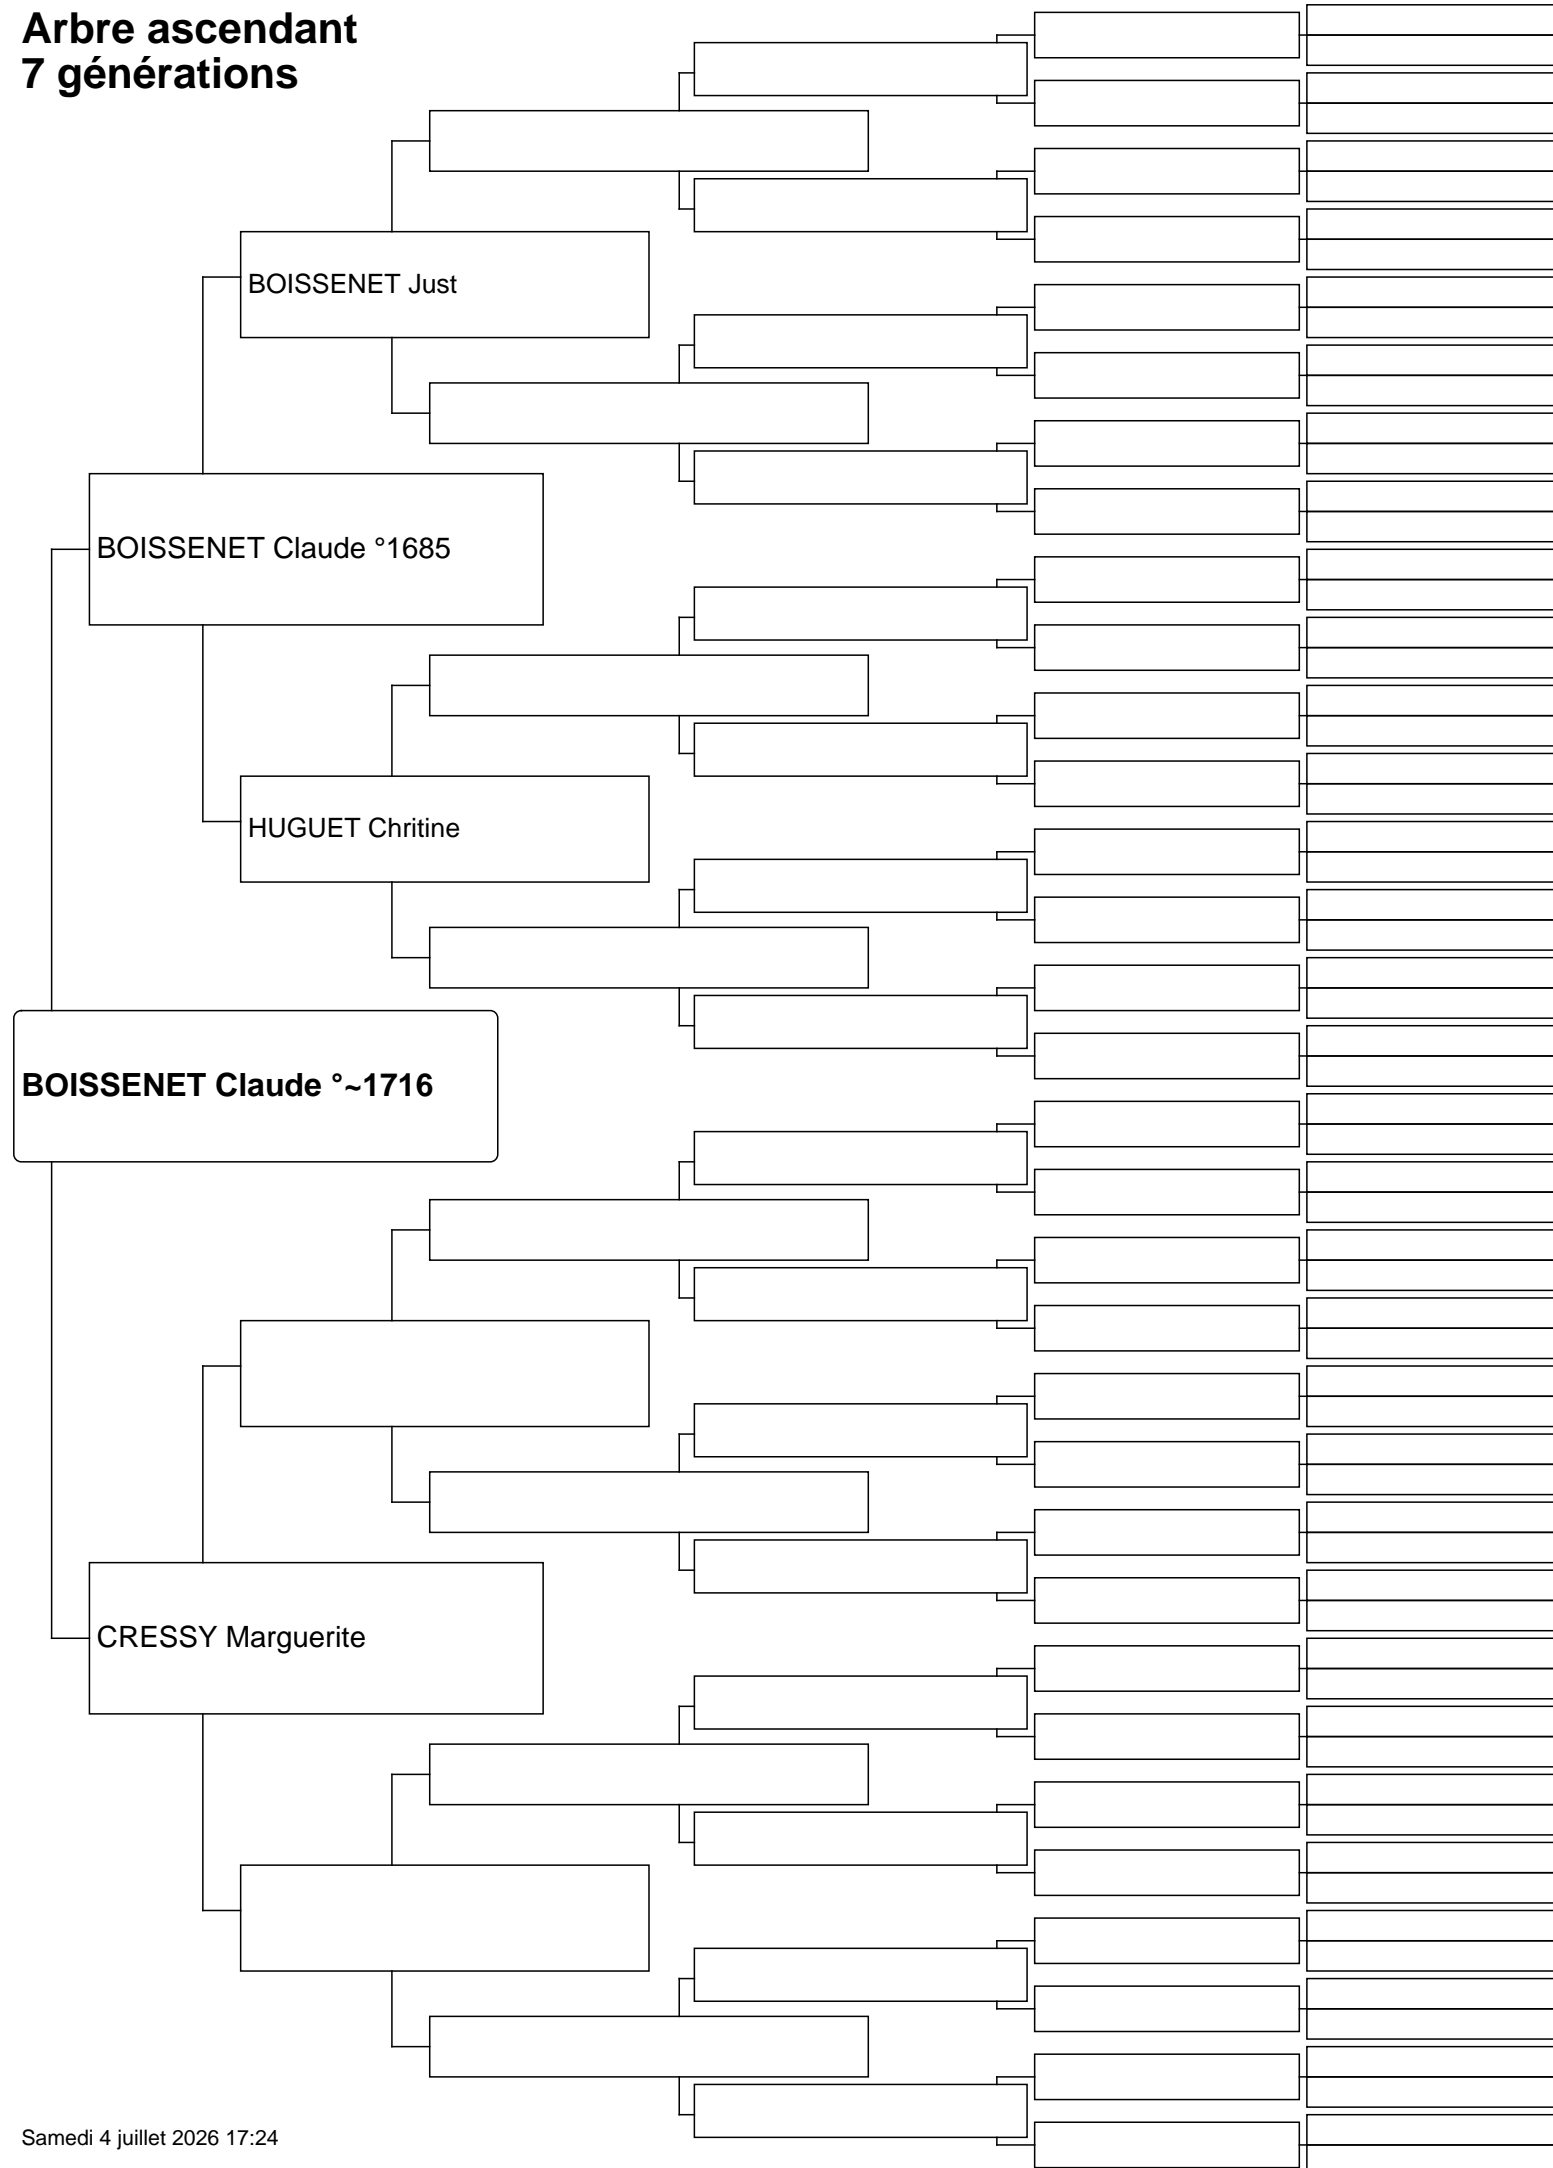 Arbre ascendant
7 générations
BOISSENET Just
BOISSENET Claude °1685
HUGUET Chritine
BOISSENET Claude °~1716
CRESSY Marguerite
Samedi 4 juillet 2026 17:24